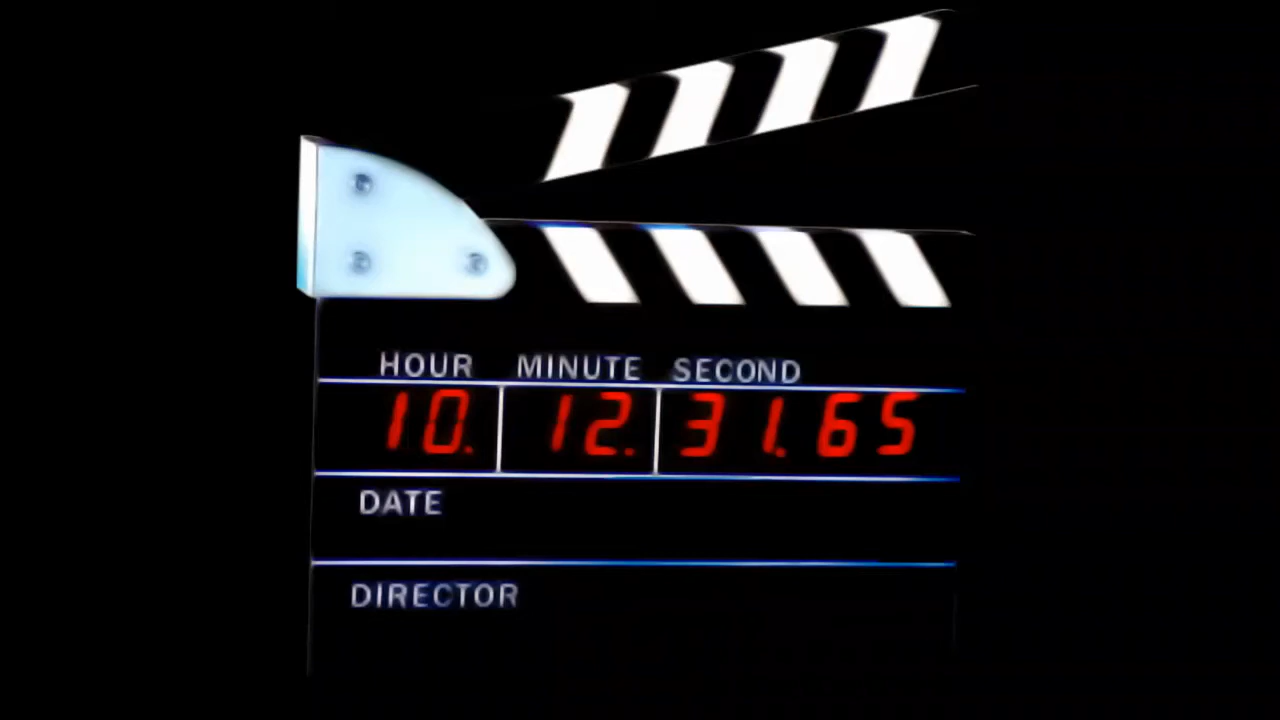 HOUR MINUTE SECOND
10. 12. 31.65
DATE
DIRECTOR